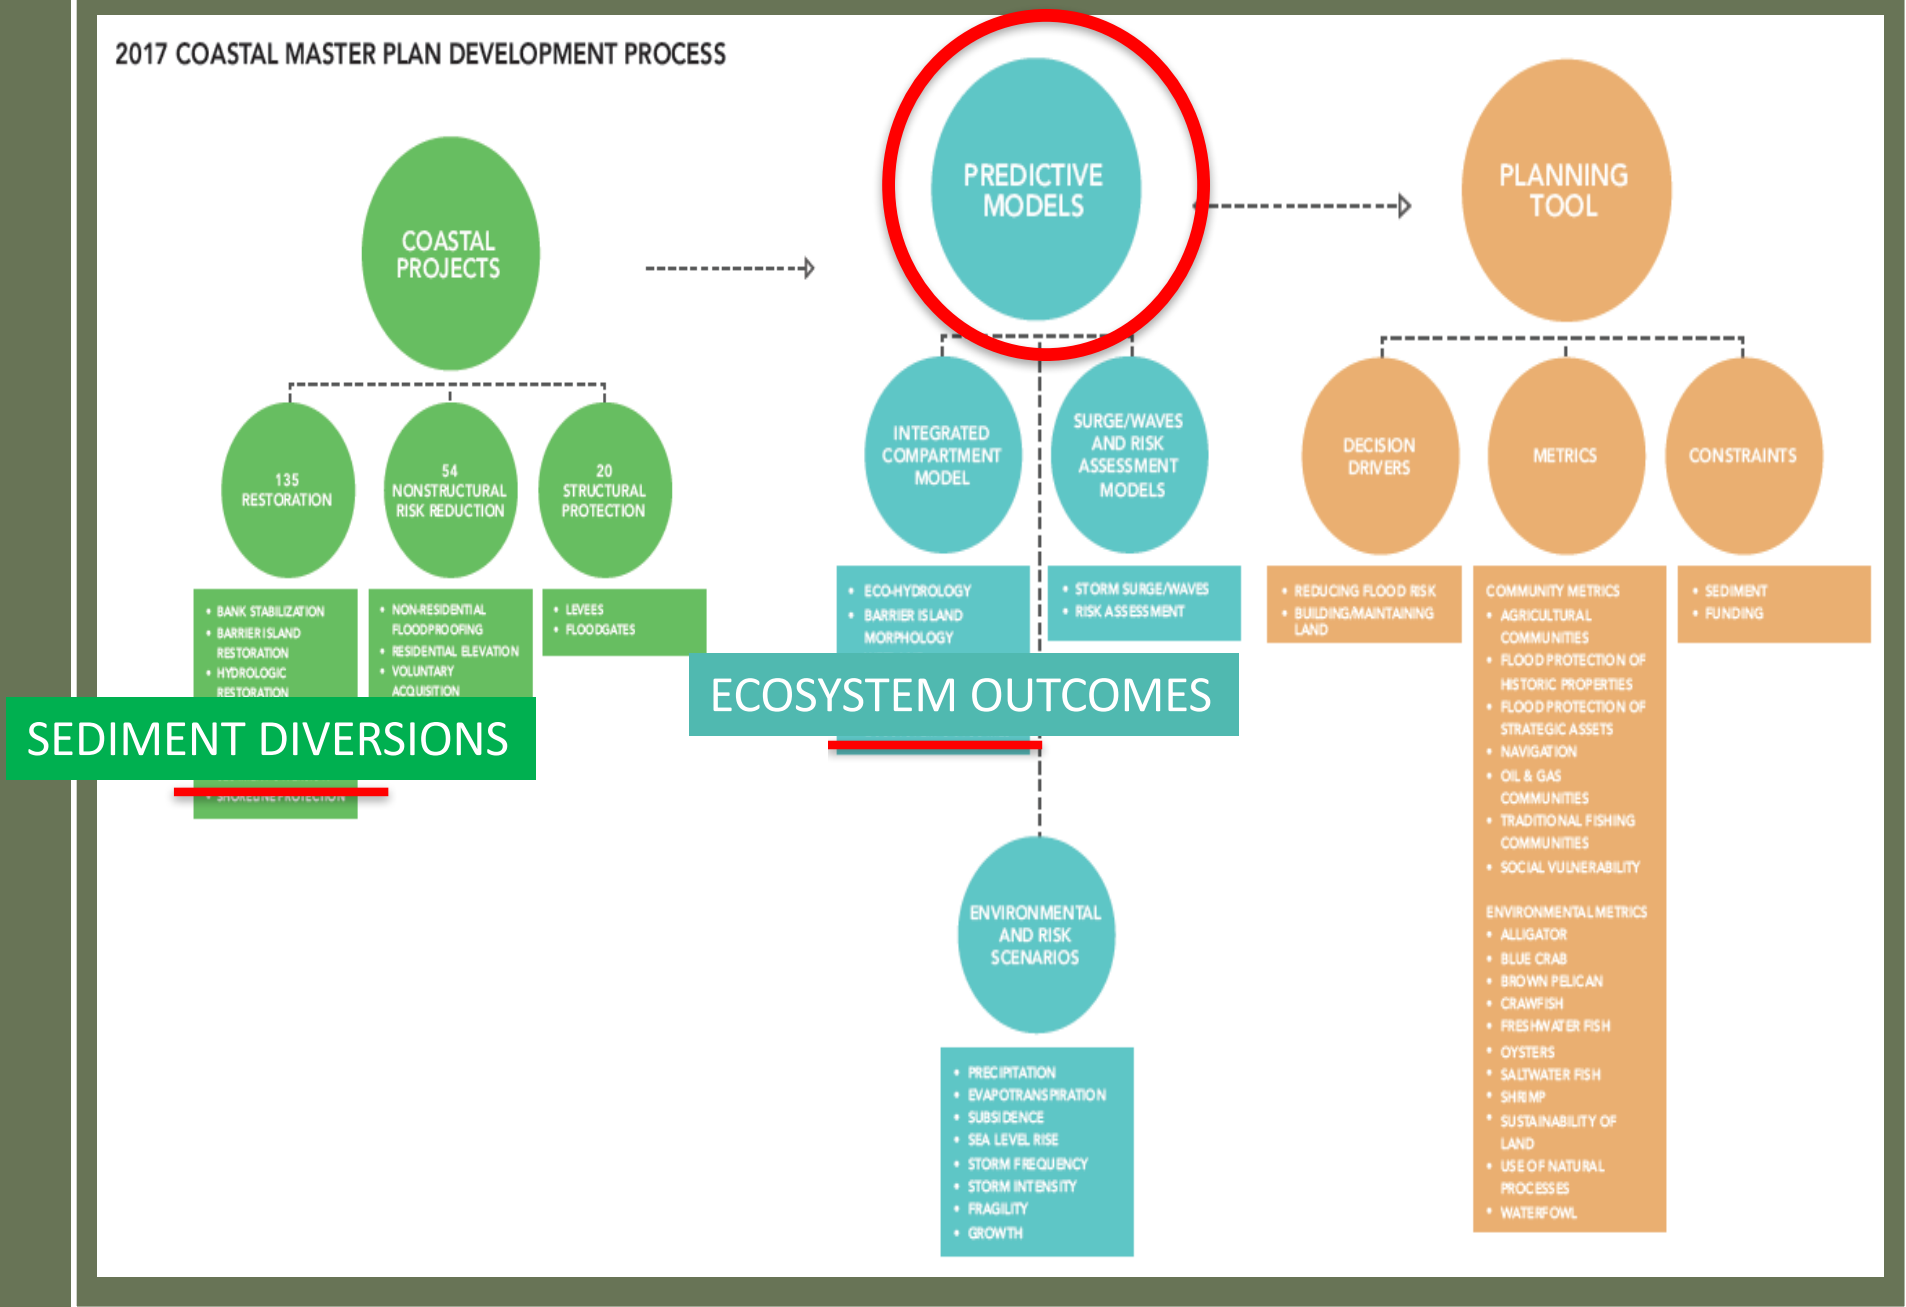 2017 COASTAL MASTER PLAN DEVELOPMENT PROCESS
COASTAL
PROJECTS
135
RESTORATION
54
NONSTRUCTURAL
RISK REDUCTION
20
STRUCTURAL
PROTECTION
• BANK STABILIZATION
• BARRIER ISLAND
RESTORATION
• HYDROLOGIC
RESTORATION
• NON-RESIDENTIAL
FLOODPROOFING
• RESIDENTIAL ELEVATION
• VOLUNTARY
ACQUISITION
• LEVEES
• FLOODGATES
SEDIMENT DIVERSIONS
• SHORELINE PROTECTION
PREDICTIVE
MODELS
INTEGRATED
COMPARTMENT
MODEL
SURGE/WAVES
AND RISK
ASSESSMENT
MODELS
• ECO-HYDROLOGY
• BARRIER ISLAND
MORPHOLOGY
• STORM SURGE/WAVES
• RISK ASSESSMENT
ECOSYSTEM OUTCOMES
ENVIRONMENTAL
AND RISK
SCENARIOS
• PRECIPITATION
• EVAPOTRANSPIRATION
• SUBSIDENCE
• SEA LEVEL RISE
• STORM FREQUENCY
• STORM INTENSITY
• FRAGILITY
• GROWTH
PLANNING
TOOL
DECISION
DRIVERS
METRICS
CONSTRAINTS
• REDUCING FLOOD RISK
• BUILDING/MAINTAINING
LAND
COMMUNITY METRICS
• AGRICULTURAL
COMMUNITIES
• FLOOD PROTECTION OF
HISTORIC PROPERTIES
• FLOOD PROTECTION OF
STRATEGIC ASSETS
• NAVIGATION
• OIL & GAS
COMMUNITIES
• TRADITIONAL FISHING
COMMUNITIES
• SOCIAL VULNERABILITY
ENVIRONMENTAL METRICS
• ALLIGATOR
• BLUE CRAB
• BROWN PELICAN
• CRAWFISH
• FRESHWATER FISH
• OYSTERS
• SALTWATER FISH
• SHRIMP
• SUSTAINABILITY OF
LAND
• USE OF NATURAL
PROCESSES
• WATERFOWL
• SEDIMENT
• FUNDING